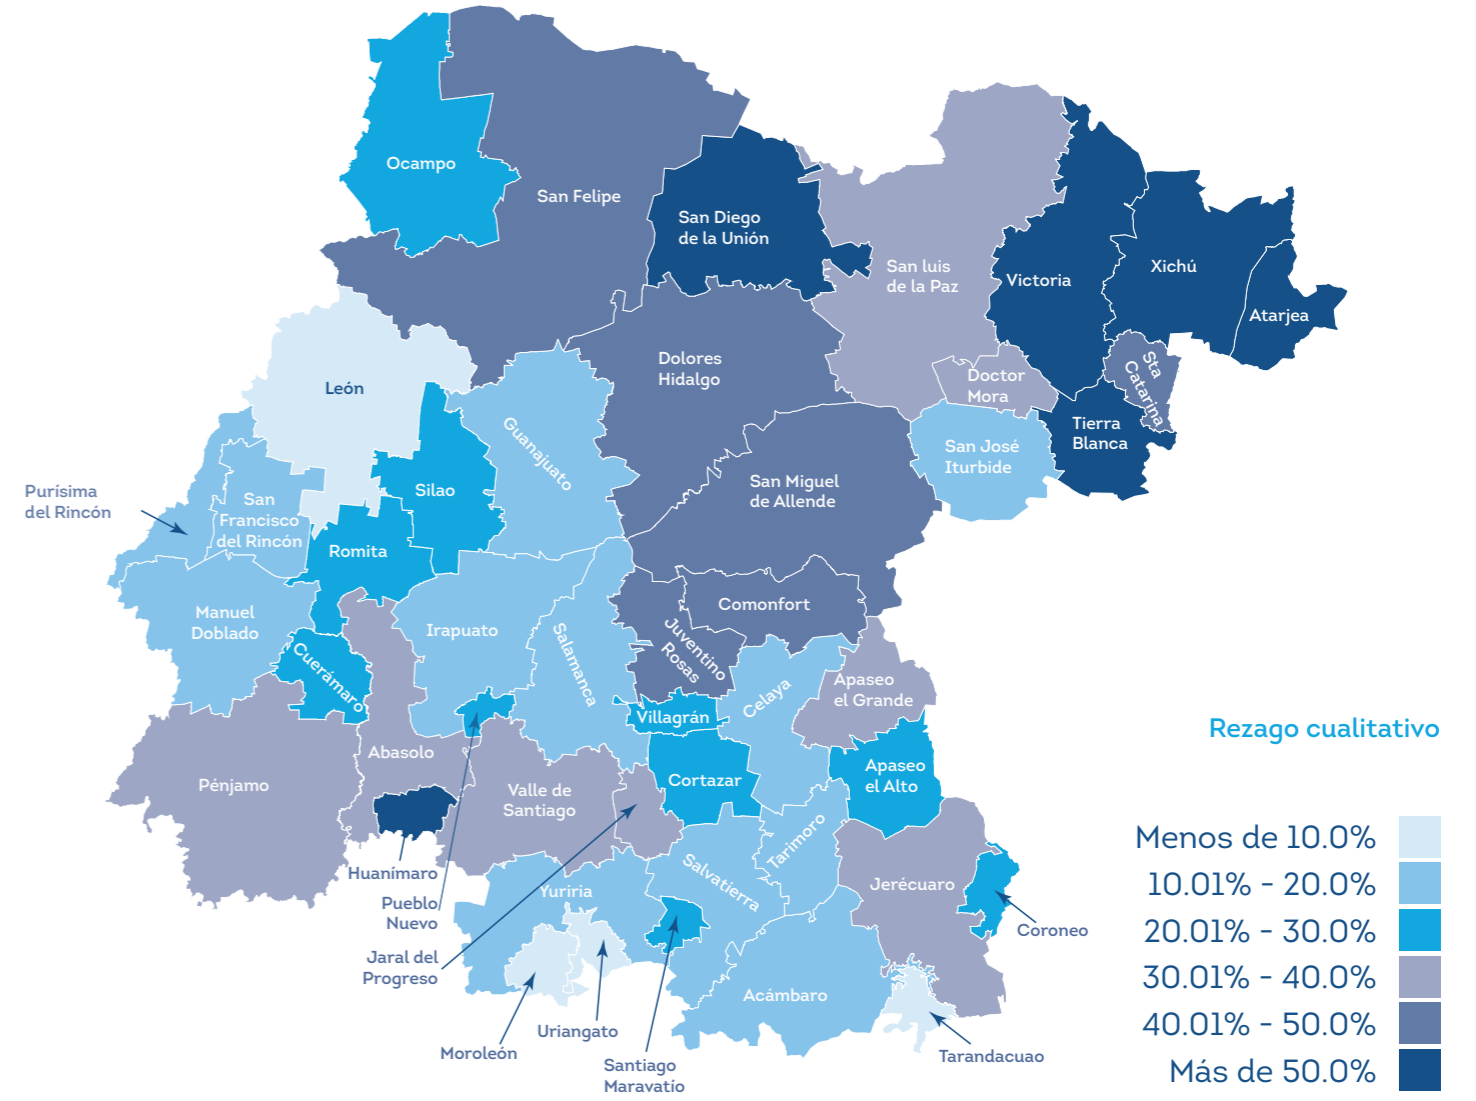 Ocampo
San Felipe
San Diego
de la Unión
San luis
de la Paz
Victoria
Xichú
Atarjea
León
Dolores
Hidalgo
Doctor
Mora
Sta
Catarina
Tierra
Blanca
Guanajuato
San José
Iturbide
Silao
San Miguel
de Allende
Purísima
del Rincón
San
Francisco
del Rincón
Romita
Manuel
Doblado
Irapuato
Salamanca
Comonfort
Juventino
Rosas
Cuerámaro
Celaya
Apaseo
el Grande
Villagrán
Rezago cualitativo
Abasolo
Pénjamo
Valle de
Santiago
Cortazar
Apaseo
el Alto
Menos de 10.0%
10.01% - 20.0%
20.01% - 30.0%
30.01% - 40.0%
40.01% - 50.0%
Más de 50.0%
Tarimoro
Salvatierra
Huanímaro
Yuriria
Jerécuaro
Pueblo
Nuevo
Coroneo
Jaral del
Progreso
Acámbaro
Uriangato
Moroleón
Santiago
Maravatío
Tarandacuao